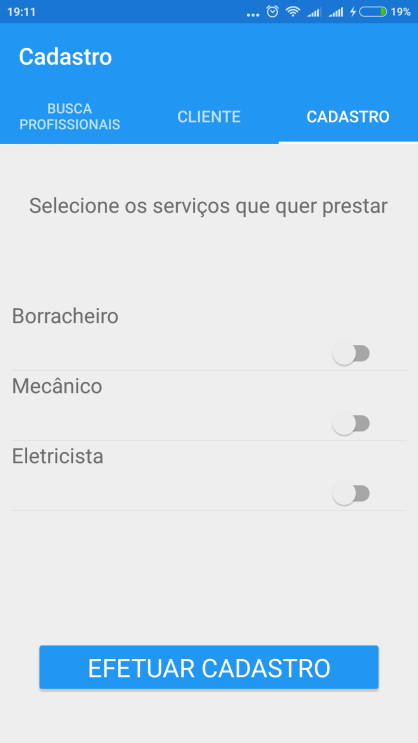 19:11 ... 19%
Cadastro
BUSCA
PROFISSIONAIS
CLIENTE
CADASTRO
Selecione os serviços que quer prestar
Borracheiro
Mecânico
Eletricista
EFETUAR CADASTRO